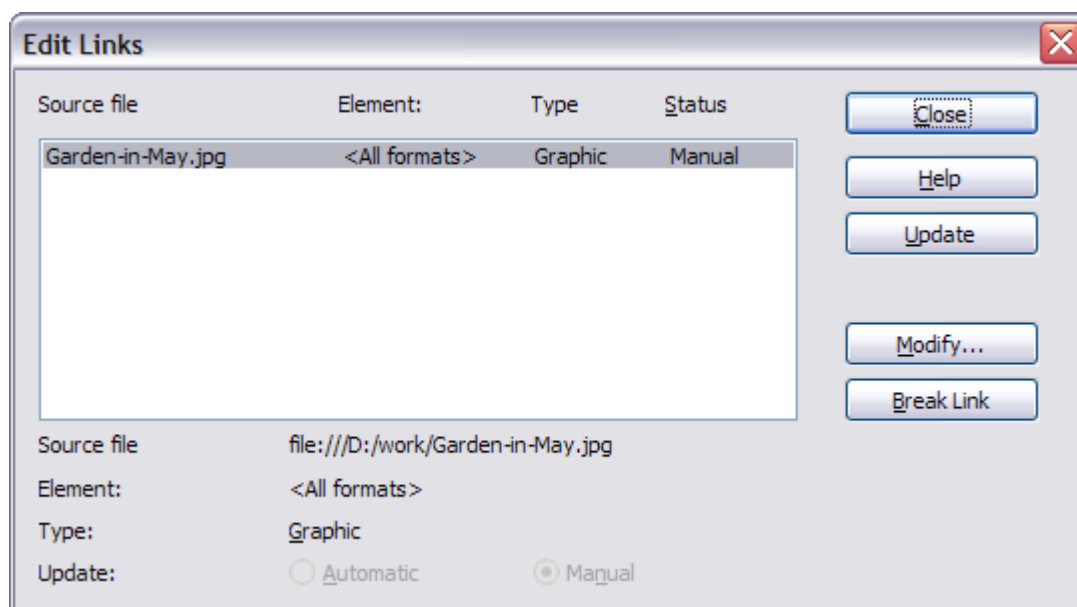 Edit Links
Source file Element: Type Status
Close
Garden-in-May.jpg <All formats> Graphic Manual
Help
Update
Modify...
Break Link
Source file file:///D:/work/Garden-in-May.jpg
Element: <All formats>
Type: Graphic
Update: Automatic Manual